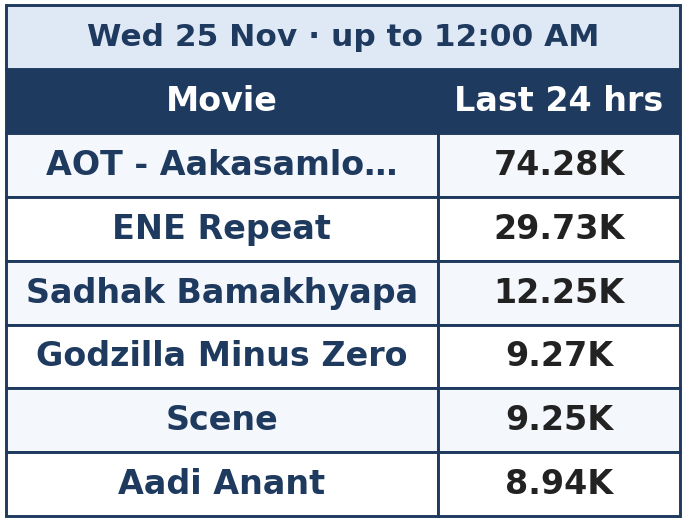 Wed 25 Nov · up to 12:00 AM
Movie Last 24 hrs
AOT - Aakasamlo... 74.28K
ENE Repeat 29.73K
Sadhak Bamakhyapa 12.25K
Godzilla Minus Zero 9.27K
Scene 9.25K
Aadi Anant 8.94K